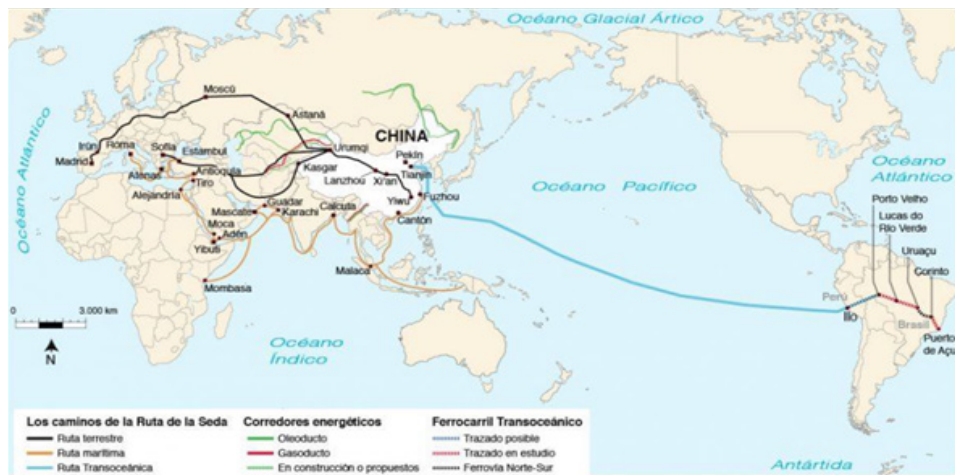 Océano Glacial Ártico
Moscú
Astaná
Océano Atlántico
Irún
Madrid
Roma
Sofía
Estambul
Urumqi
CHINA
Pekín
Tianjin
Kasgar
Lanzhou
Xi'an
Atenas
Antioquía
Tiro
Alejandría
Yiwu
Fuzhou
Guadar
Mascate
Karachi
Calcuta
Cantón
Moca
Adén
Yibuti
Malaca
Mombasa
Océano Pacífico
Océano
Atlántico
Porto Velho
Lucas do
Río Verde
Uruaçu
Corinto
Perú
Ilo
Brasil
Puerto
de Açu
0
3.000 km
N
Océano
Índico
Antártida
Los caminos de la Ruta de la Seda
Ruta terrestre
Ruta marítima
Ruta Transoceánica
Corredores energéticos
Oleoducto
Gasoducto
En construcción o propuestos
Ferrocarril Transoceánico
Trazado posible
Trazado en estudio
Ferrovía Norte-Sur